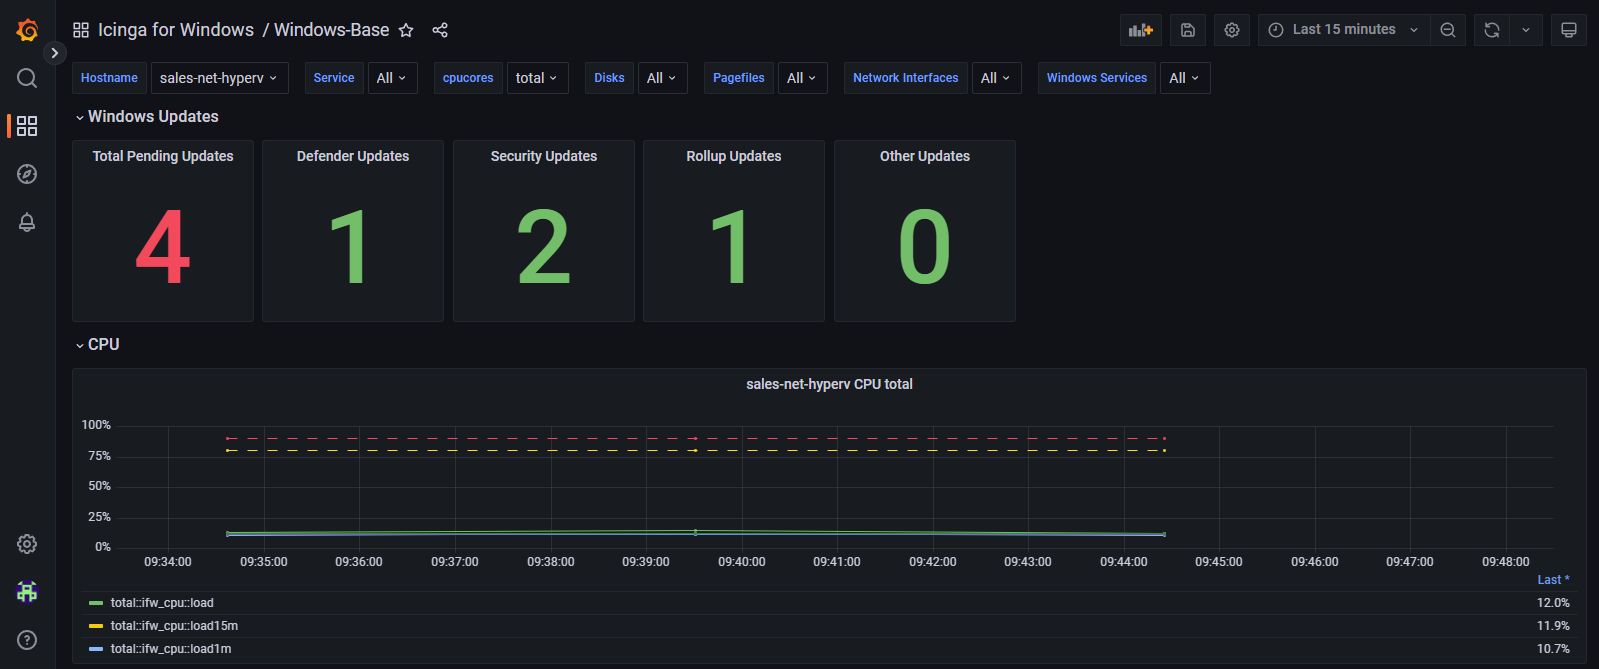 Icinga for Windows / Windows-Base
Last 15 minutes
Hostname sales-net-hyperv Service All cpucores total Disks All Pagefiles All Network Interfaces All Windows Services All
Windows Updates
Total Pending Updates Defender Updates Security Updates Rollup Updates Other Updates
4 1 2 1 0
CPU
sales-net-hyperv CPU total
100%
75%
50%
25%
0%
09:34:00 09:35:00 09:36:00 09:37:00 09:38:00 09:39:00 09:40:00 09:41:00 09:42:00 09:43:00 09:44:00 09:45:00 09:46:00 09:47:00 09:48:00
Last *
total::ifw_cpu::load 12.0%
total::ifw_cpu::load15m 11.9%
total::ifw_cpu::load1m 10.7%